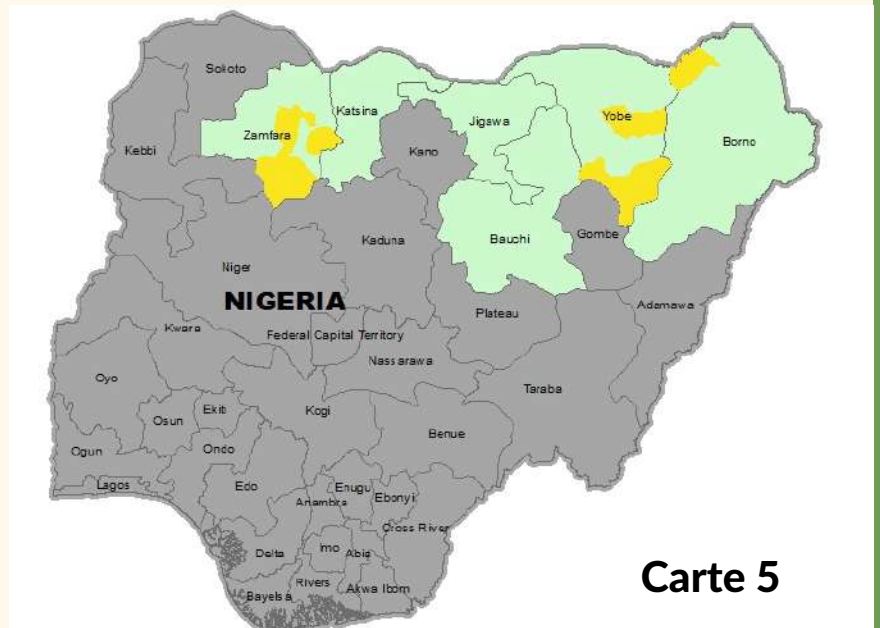 Sokoto
Katsina
Zamfara
Jigawa
Yobe
Borno
Kebbi
Kano
Bauchi
Gombe
Kaduna
Niger
NIGERIA
Adamawa
Plateau
Kwara
Federal Capital Territory
Nassarawa
Oyo
Taraba
Ekiti
Kogi
Osun
Benue
Ogun
Ondo
Lagos
Edo
Enugu
Anambra
Ebonyi
Cross River
Delta
Imo
Abia
Rivers
Bayelsa
Akwa Ibom
Carte 5